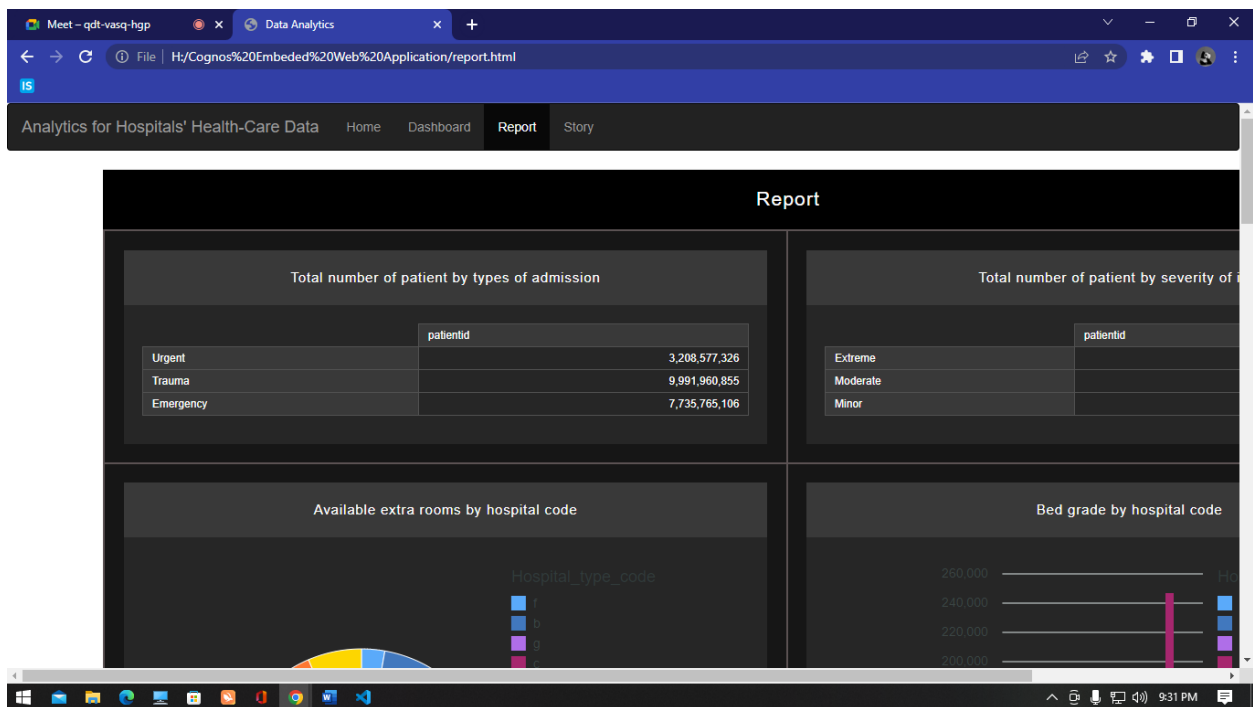 Meet – qdt-vasq-hgp
Data Analytics
File | H:/Cognos%20Embeded%20Web%20Application/report.html
IS
Analytics for Hospitals' Health-Care Data Home Dashboard Report Story
Report
Total number of patient by types of admission
patientid
Urgent 3,208,577,326
Trauma 9,991,960,855
Emergency 7,735,765,106
Total number of patient by severity of i
patientid
Extreme
Moderate
Minor
Available extra rooms by hospital code
Hospital_type_code
f
b
g
c
Bed grade by hospital code
260,000
240,000
220,000
200,000
Ho
9:31 PM